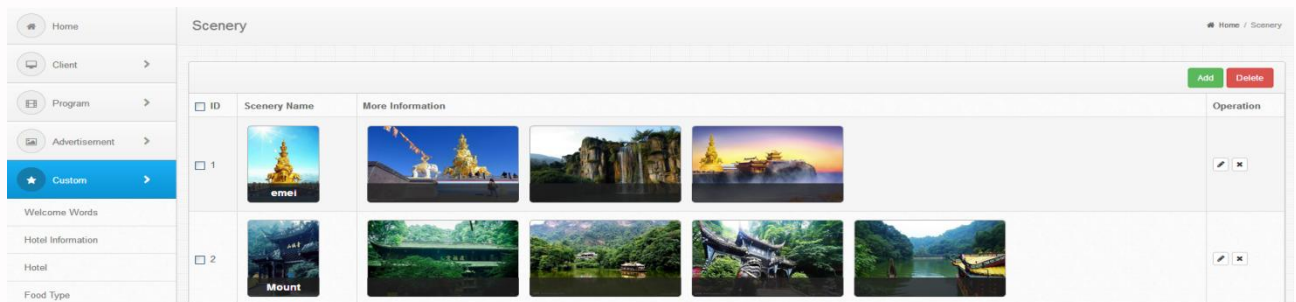 Home
Client
Program
Advertisement
Custom
Welcome Words
Hotel Information
Hotel
Food Type
Scenery
Home / Scenery
Add Delete
ID Scenery Name More Information Operation
1
emei
2
Mount